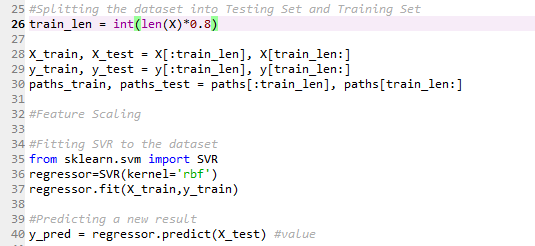 25 #Splitting the dataset into Testing Set and Training Set
26 train_len = int(len(X)*0.8)
27
28 X_train, X_test = X[:train_len], X[train_len:]
29 y_train, y_test = y[:train_len], y[train_len:]
30 paths_train, paths_test = paths[:train_len], paths[train_len:]
31
32 #Feature Scaling
33
34 #Fitting SVR to the dataset
35 from sklearn.svm import SVR
36 regressor=SVR(kernel='rbf')
37 regressor.fit(X_train,y_train)
38
39 #Predicting a new result
40 y_pred = regressor.predict(X_test) #value